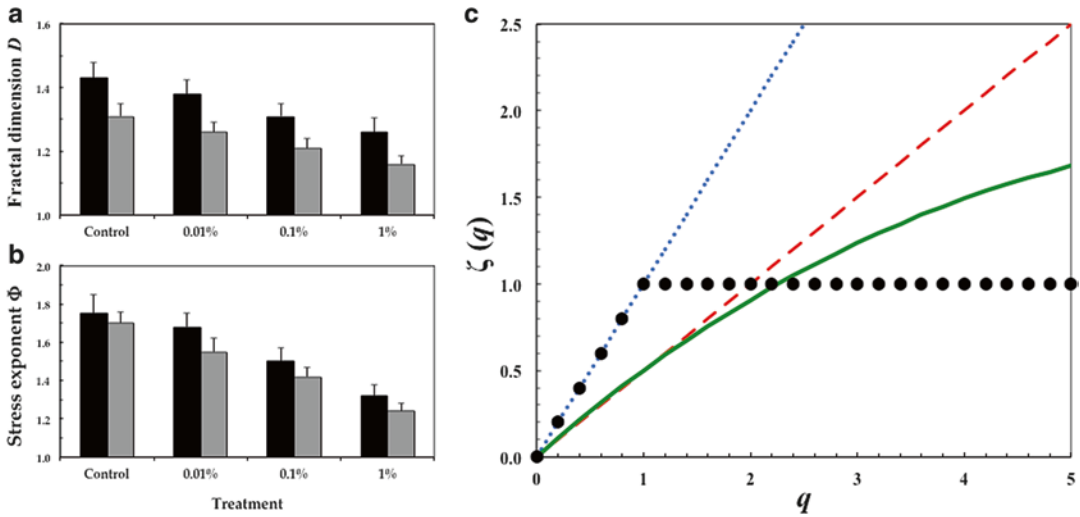 a
Fractal dimension D
1.6
1.4
1.2
1.0
Control 0.01% 0.1% 1%
b
Stress exponent Φ
2.0
1.8
1.6
1.4
1.2
1.0
Control 0.01% 0.1% 1%
Treatment
c
ζ (q)
2.5
2.0
1.5
1.0
0.5
0.0
0 1 2 3 4 5
q